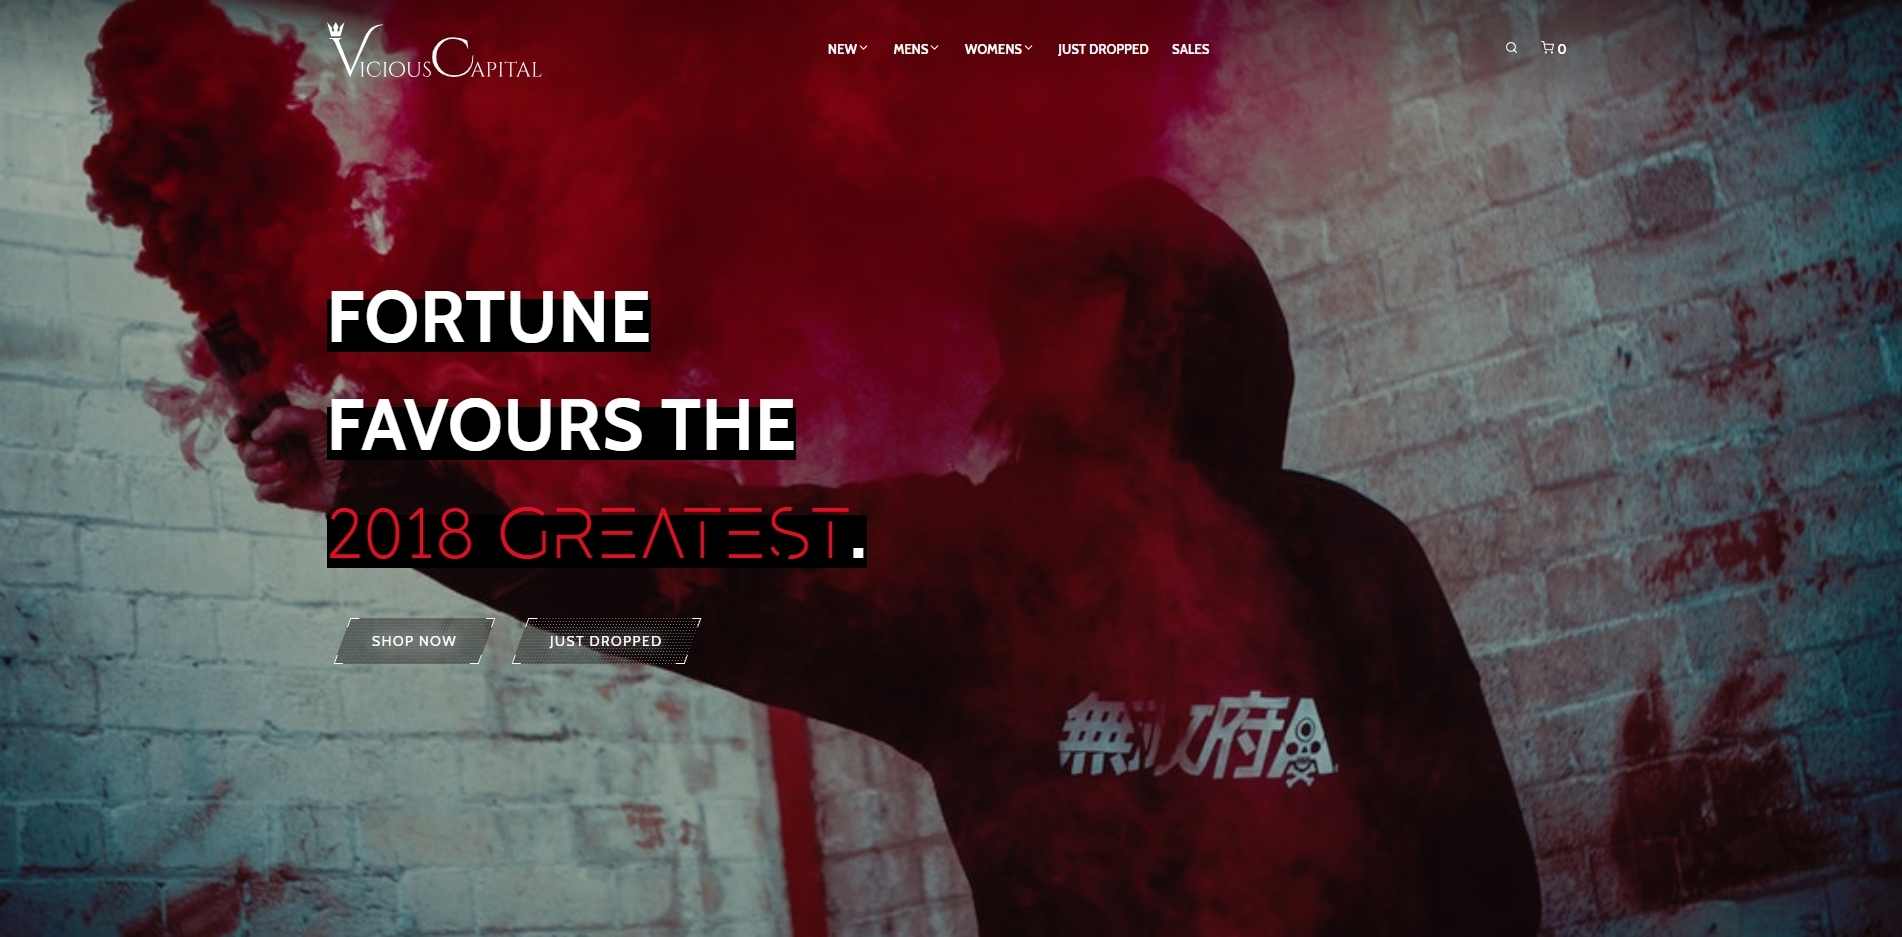 ViciousCapital
NEW
MENS
WOMENS
JUST DROPPED
SALES
0
FORTUNE
FAVOURS THE
2018 GREATEST.
SHOP NOW
JUST DROPPED
無政府A